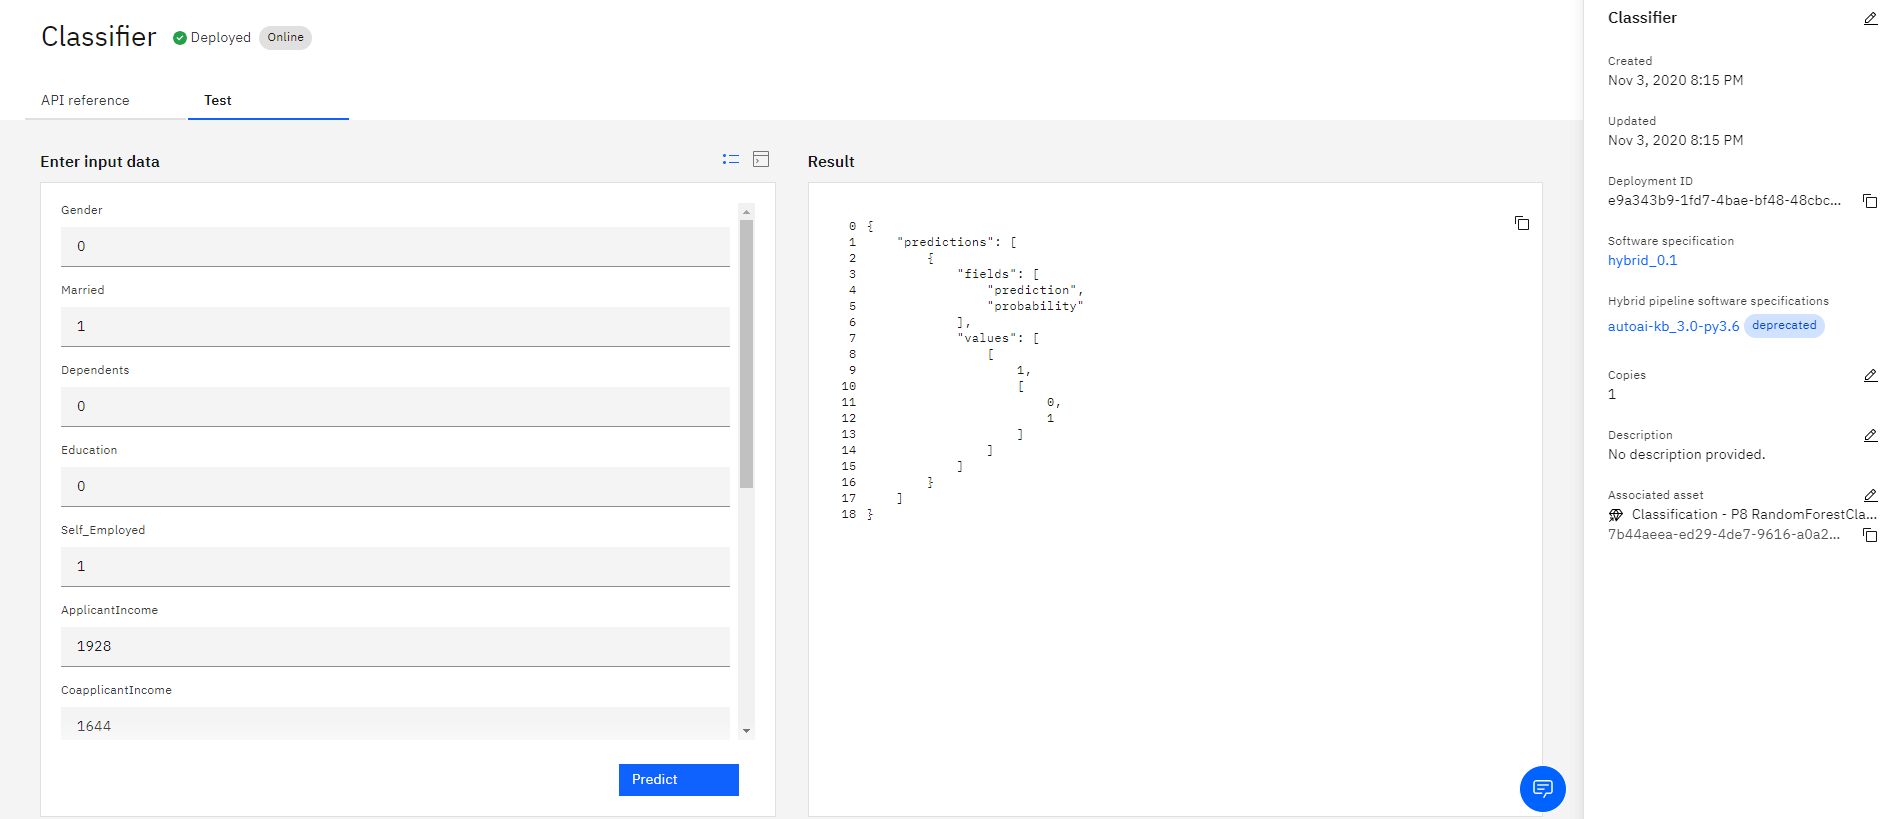 Classifier
Deployed
Online
API reference
Test
Enter input data
Gender
0
Married
1
Dependents
0
Education
0
Self_Employed
1
ApplicantIncome
1928
CoapplicantIncome
1644
Predict
Result
0 {
1 "predictions": [
2 {
3 "fields": [
4 "prediction",
5 "probability"
6 ],
7 "values": [
8 [
9 1,
10 [
11 0,
12 1
13 ]
14 ]
15 ]
16 }
17 ]
18 }
Classifier
Created
Nov 3, 2020 8:15 PM
Updated
Nov 3, 2020 8:15 PM
Deployment ID
e9a343b9-1fd7-4bae-bf48-48cbc...
Software specification
hybrid_0.1
Hybrid pipeline software specifications
autoai-kb_3.0-py3.6 deprecated
Copies
1
Description
No description provided.
Associated asset
Classification - P8 RandomForestCla...
7b44aeea-ed29-4de7-9616-a0a2...